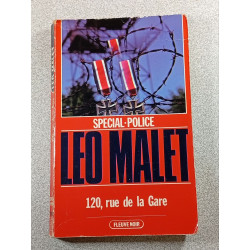 SPECIAL-POLICE
LEO MALET
120, rue de la Gare
FLEUVE NOIR